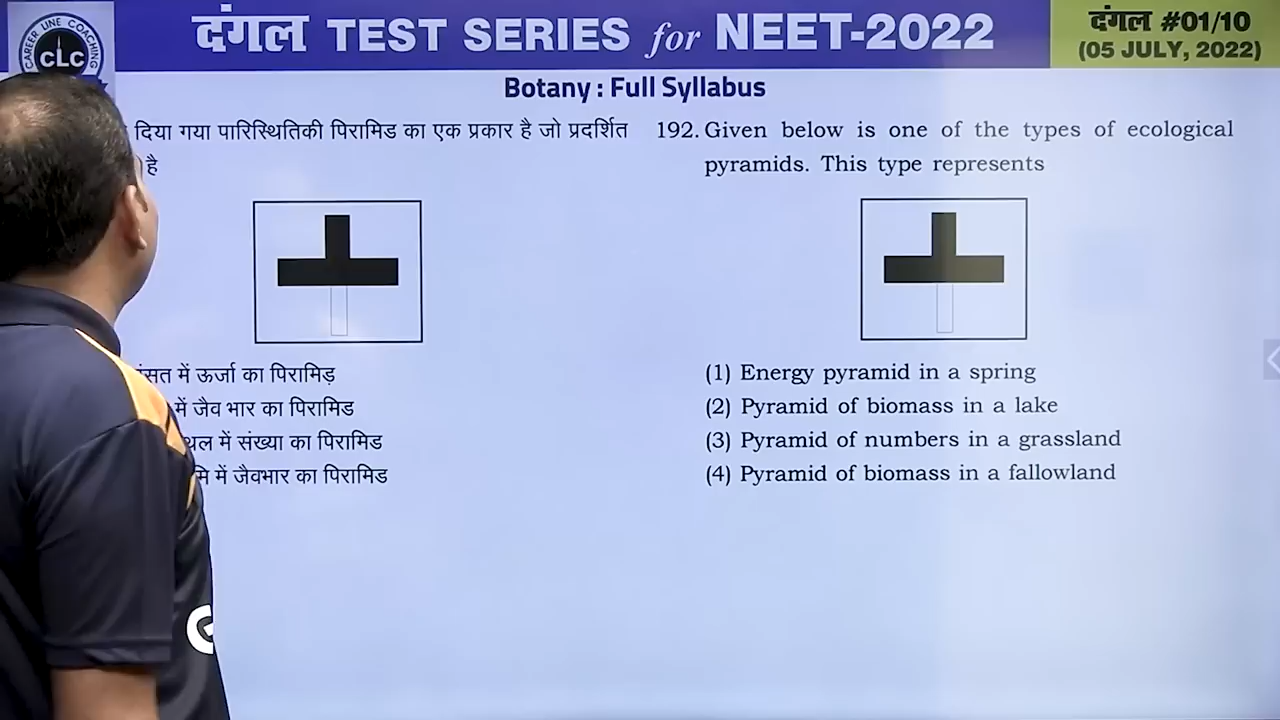 दंगल TEST SERIES for NEET-2022
दंगल #01/10
(05 JULY, 2022)
CAREER LINE COACHING
CLC
Botany : Full Syllabus
दिया गया पारिस्थितिकी पिरामिड का एक प्रकार है जो प्रदर्शित
है
में ऊर्जा का पिरामिड़
में जैव भार का पिरामिड
में संख्या का पिरामिड
में जैवभार का पिरामिड
192. Given below is one of the types of ecological
pyramids. This type represents
(1) Energy pyramid in a spring
(2) Pyramid of biomass in a lake
(3) Pyramid of numbers in a grassland
(4) Pyramid of biomass in a fallowland